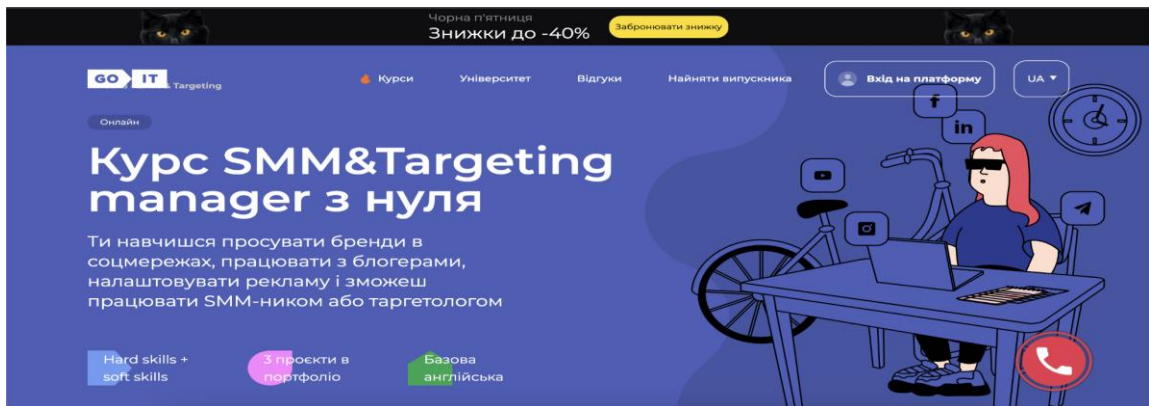 Чорна п'ятниця
Знижки до -40%
Забронювати знижку
GO IT
& Targeting
Курси
Університет
Відгуки
Найняти випускника
Вхід на платформу
UA
Онлайн
Курс SMM&Targeting
manager з нуля
Ти навчишся просувати бренди в
соцмережах, працювати з блогерами,
налаштовувати рекламу і зможеш
працювати SMM-ником або таргетологом
Hard skills +
soft skills
3 проєкти в
портфоліо
Базова
англійська
f
in